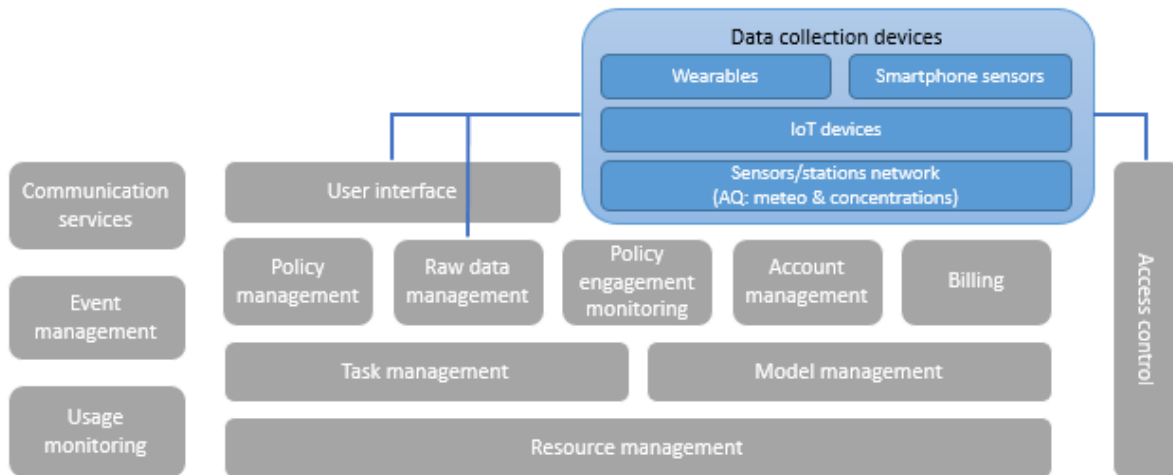 Data collection devices
Wearables
Smartphone sensors
IoT devices
Sensors/stations network
(AQ: meteo & concentrations)
Communication
services
User interface
Policy
management
Raw data
management
Policy
engagement
monitoring
Account
management
Billing
Event
management
Access control
Task management
Model management
Usage
monitoring
Resource management